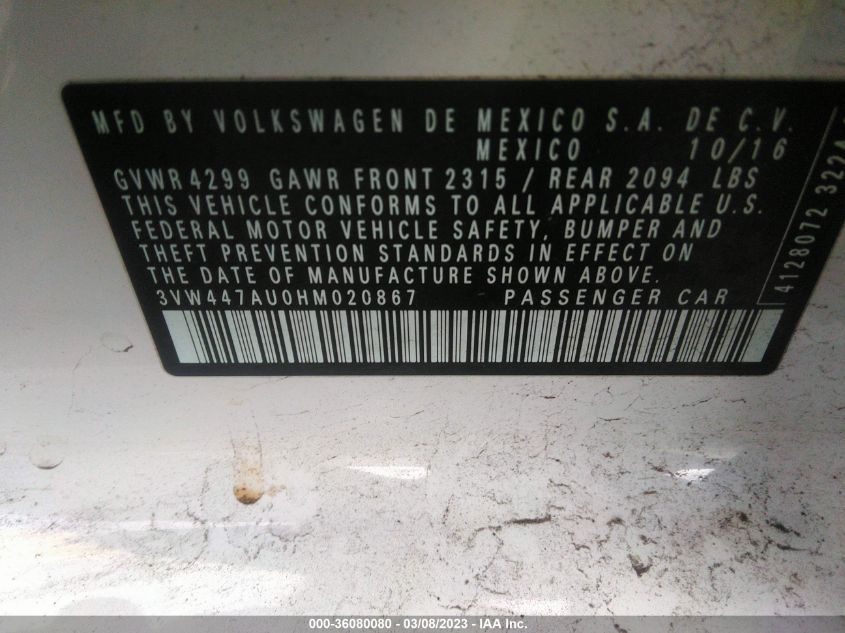 MFD BY VOLKSWAGEN DE MEXICO S.A. DE C.V.
MEXICO 10/16
GVWR 4299 GAWR FRONT 2315 / REAR 2094 LBS
THIS VEHICLE CONFORMS TO ALL APPLICABLE U.S.
FEDERAL MOTOR VEHICLE SAFETY, BUMPER AND
THEFT PREVENTION STANDARDS IN EFFECT ON
THE DATE OF MANUFACTURE SHOWN ABOVE.
3VW447AU0HM020867 PASSENGER CAR
4128072
000-36080080 - 03/08/2023 - IAA Inc.